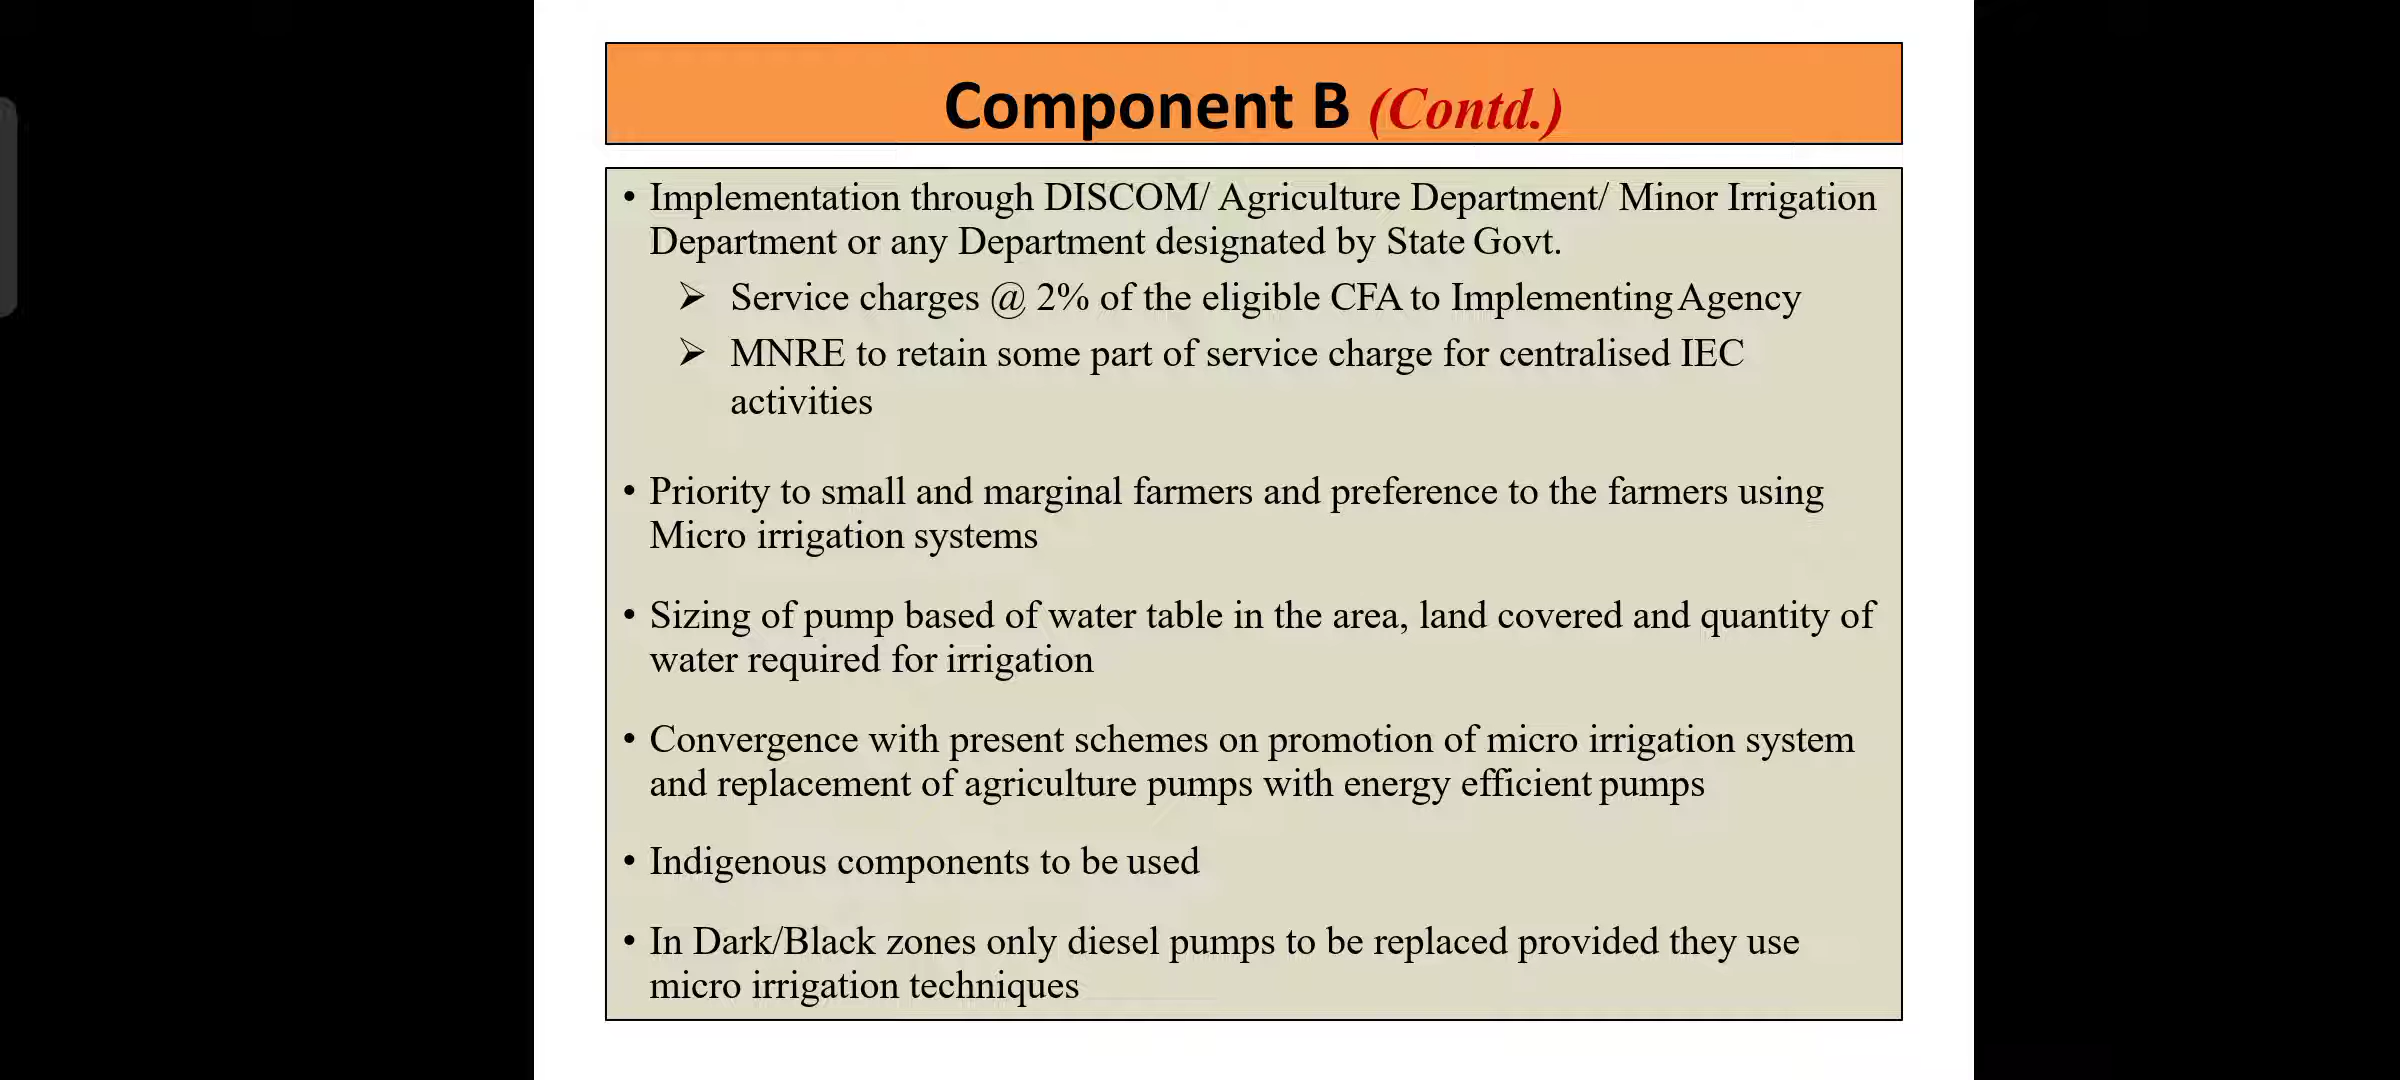 Component B (Contd.)
• Implementation through DISCOM/ Agriculture Department/ Minor Irrigation
Department or any Department designated by State Govt.
➢ Service charges @ 2% of the eligible CFA to Implementing Agency
➢ MNRE to retain some part of service charge for centralised IEC
activities
• Priority to small and marginal farmers and preference to the farmers using
Micro irrigation systems
• Sizing of pump based of water table in the area, land covered and quantity of
water required for irrigation
• Convergence with present schemes on promotion of micro irrigation system
and replacement of agriculture pumps with energy efficient pumps
• Indigenous components to be used
• In Dark/Black zones only diesel pumps to be replaced provided they use
micro irrigation techniques